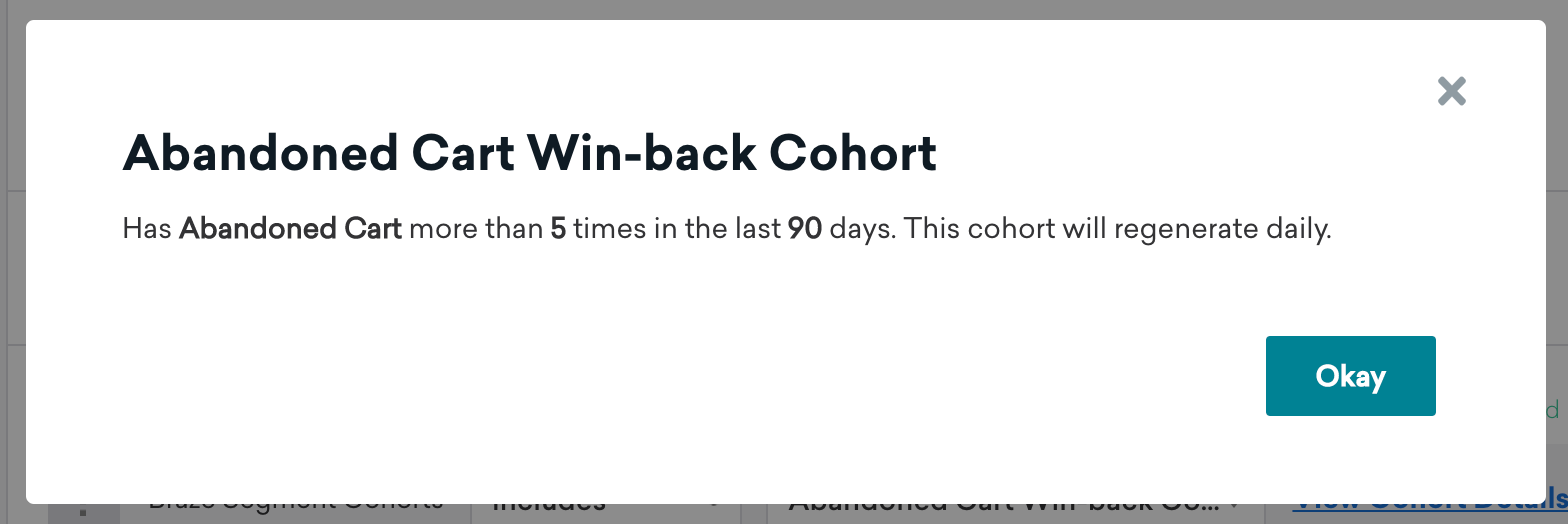 Abandoned Cart Win-back Cohort
Has Abandoned Cart more than 5 times in the last 90 days. This cohort will regenerate daily.
Okay
d
Braze Segment Cohorts includes Abandoned Cart Win-back Co... View Cohort Details